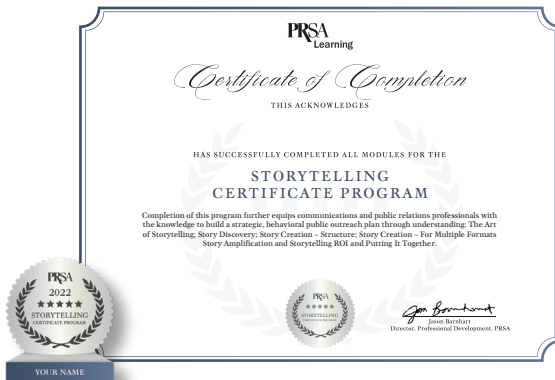 PRSA
Learning
Certificate of Completion
THIS ACKNOWLEDGES
HAS SUCCESSFULLY COMPLETED ALL MODULES FOR THE
STORYTELLING
CERTIFICATE PROGRAM
Completion of this program further equips communications and public relations professionals with
the knowledge to build a strategic, behavioral public outreach plan through understanding: The Art
of Storytelling; Story Discovery; Story Creation – Structure; Story Creation – For Multiple Formats
Story Amplification and Storytelling ROI and Putting It Together.
PRSA
2022
STORYTELLING
CERTIFICATE PROGRAM
YOUR NAME
PRSA
STORYTELLING
CERTIFICATE PROGRAM
Jason Barnhart
Director, Professional Development, PRSA